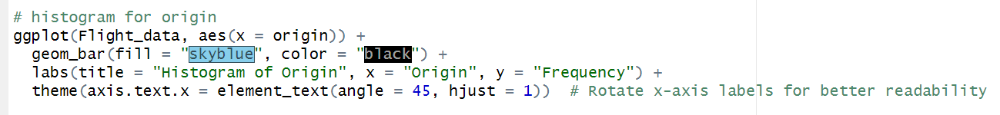 # histogram for origin
ggplot(Flight_data, aes(x = origin)) +
  geom_bar(fill = "skyblue", color = "black") +
  labs(title = "Histogram of Origin", x = "Origin", y = "Frequency") +
  theme(axis.text.x = element_text(angle = 45, hjust = 1))  # Rotate x-axis labels for better readability